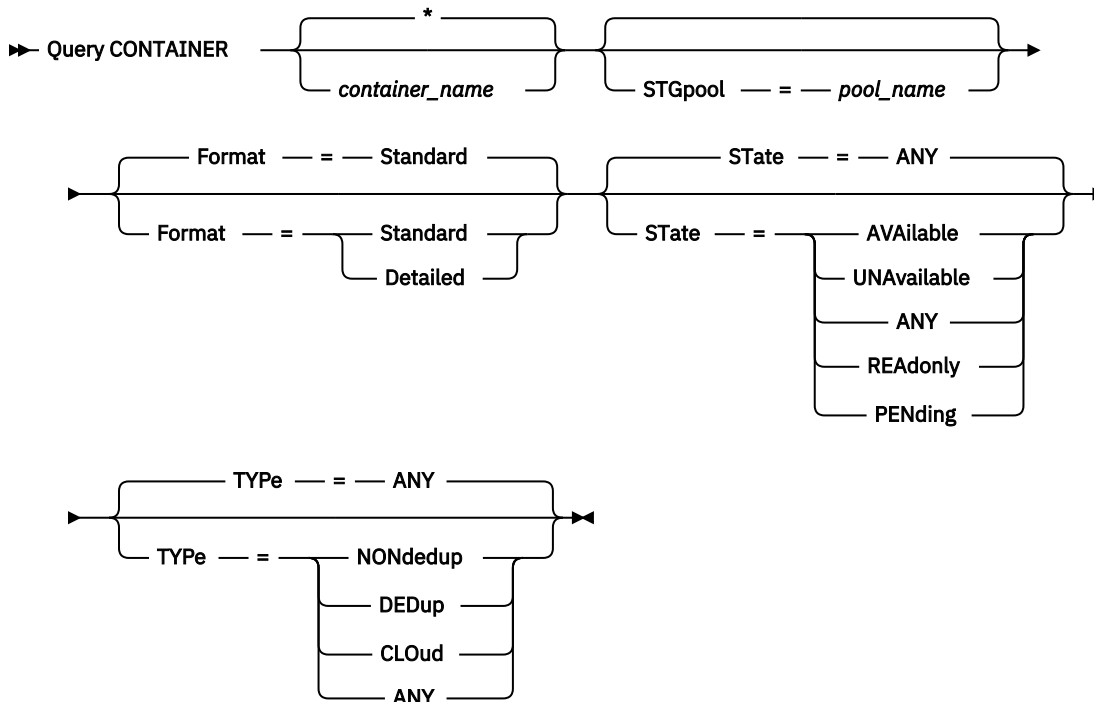 *
Query CONTAINER
container_name
STGpool = pool_name
Format = Standard
STate = ANY
Format = Standard
Detailed
STate = AVAilable
UNAvailable
ANY
REAdonly
PENding
TYPe = ANY
TYPe = NONdedup
DEDup
CLOud
ANY